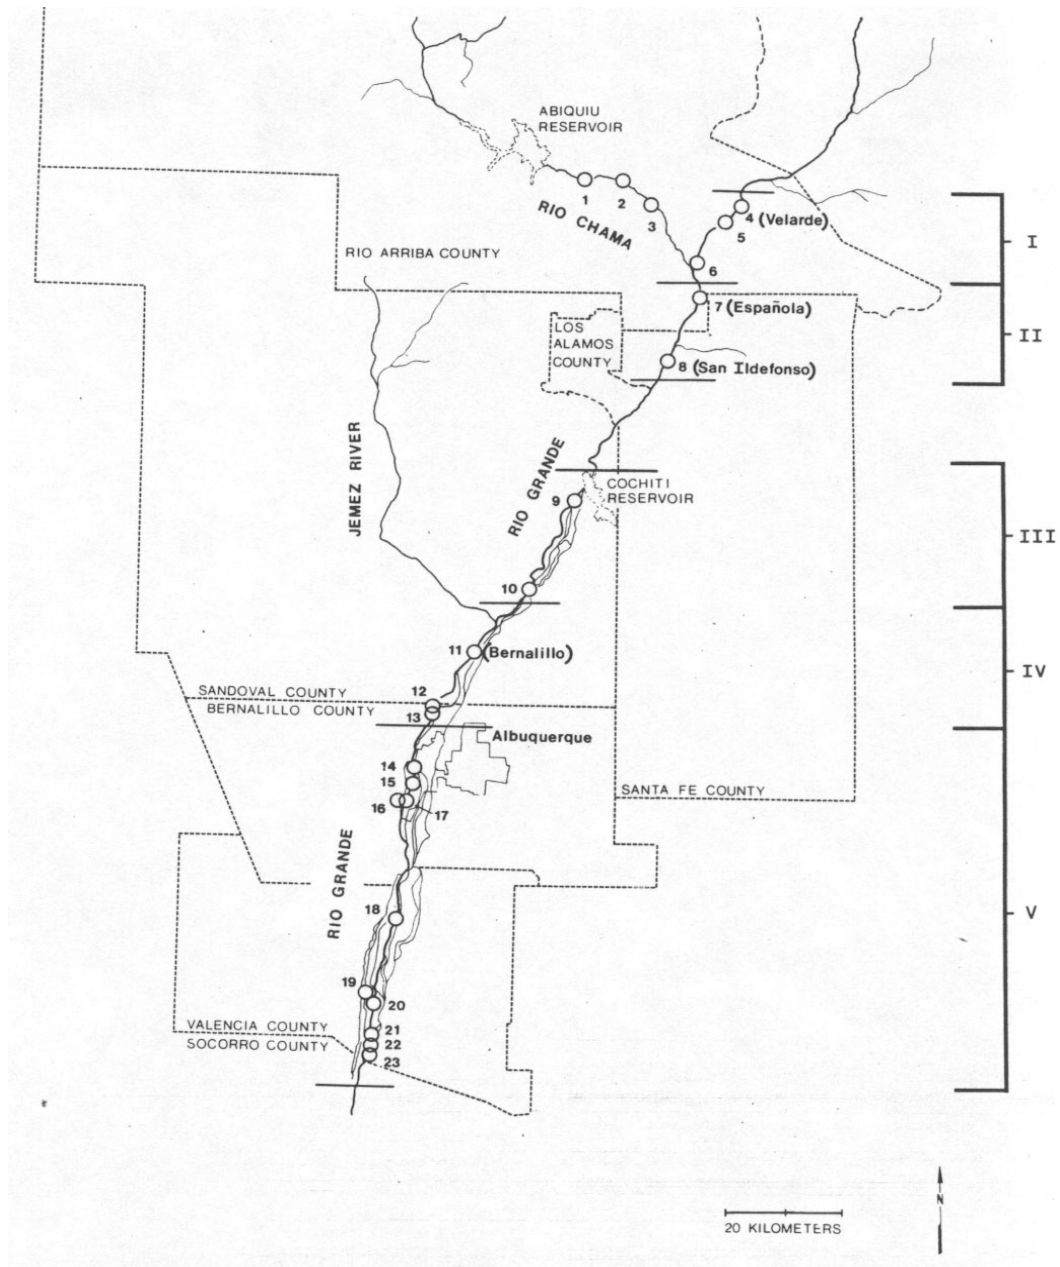 ABIQUIU
RESERVOIR
1
2
3
RIO CHAMA
4 (Velarde)
5
I
RIO ARRIBA COUNTY
6
7 (Española)
LOS
ALAMOS
COUNTY
II
8 (San Ildefonso)
JEMEZ RIVER
RIO GRANDE
COCHITI
RESERVOIR
9
III
10
11 (Bernalillo)
IV
SANDOVAL COUNTY
12
BERNALILLO COUNTY
13
Albuquerque
14
15
16
17
SANTA FE COUNTY
RIO GRANDE
18
V
19
20
VALENCIA COUNTY
21
SOCORRO COUNTY
22
23
N
20 KILOMETERS